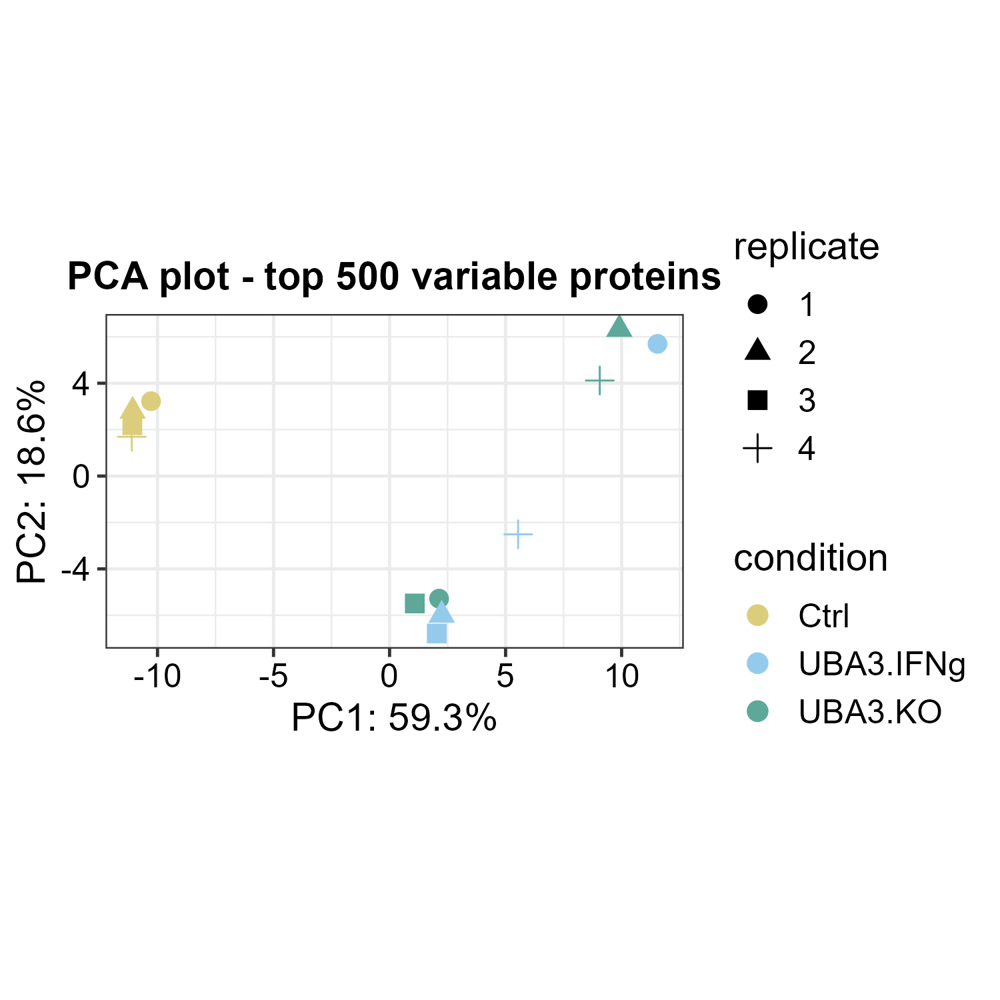 PCA plot - top 500 variable proteins
PC2: 18.6%
4
0
-4
-10
-5
0
5
10
PC1: 59.3%
replicate
1
2
3
4
condition
Ctrl
UBA3.IFNg
UBA3.KO